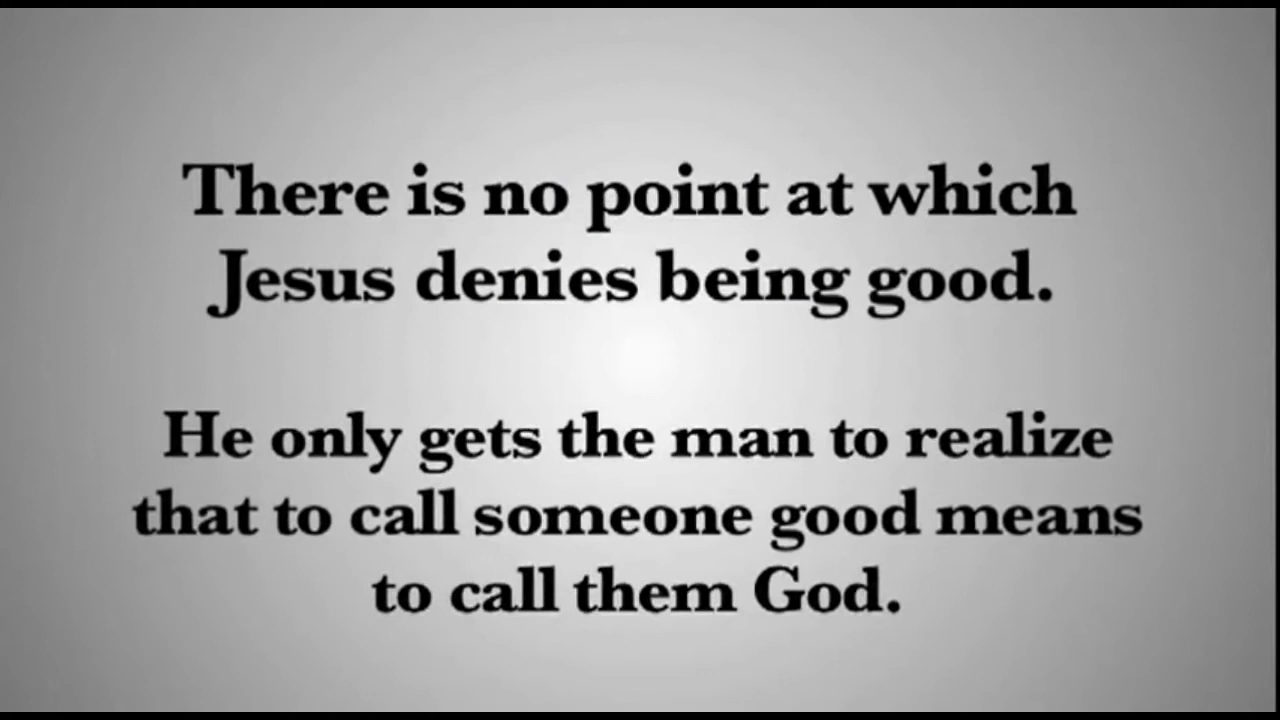 There is no point at which
Jesus denies being good.
He only gets the man to realize
that to call someone good means
to call them God.